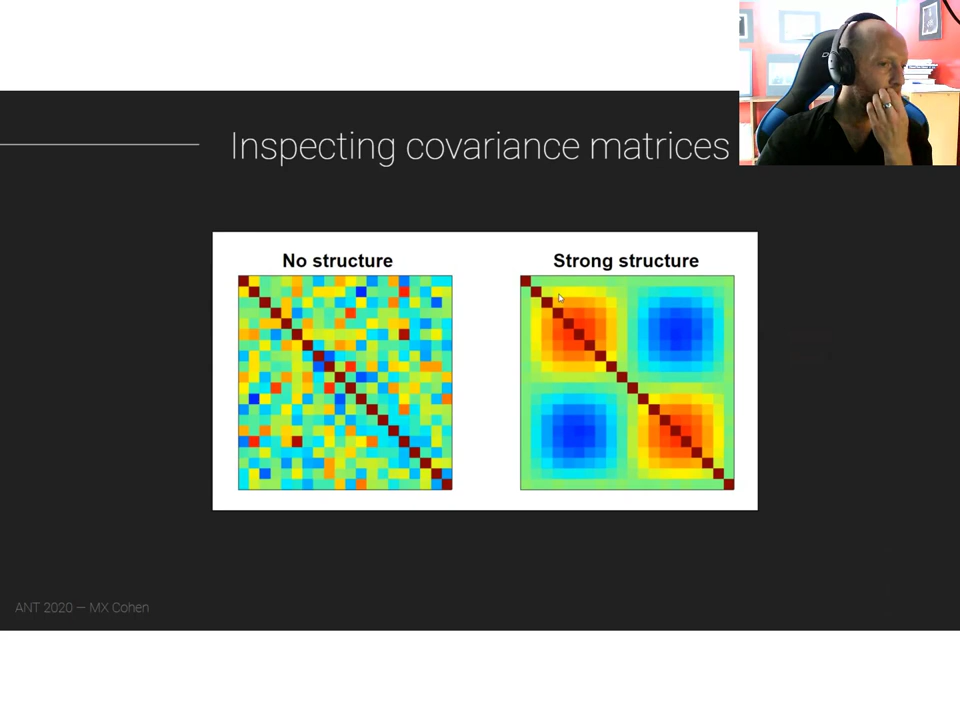 Inspecting covariance matrices
No structure
Strong structure
ANT 2020 — MX Cohen